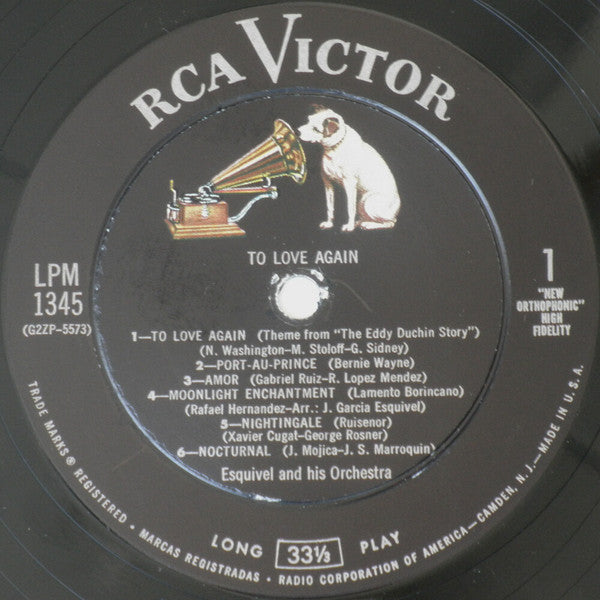 RCA VICTOR
TO LOVE AGAIN
LPM
1345
(G2ZP-5573)
1
"NEW
ORTHOPHONIC"
HIGH
FIDELITY
1—TO LOVE AGAIN (Theme from "The Eddy Duchin Story")
(N. Washington—M. Stoloff—G. Sidney)
2—PORT-AU-PRINCE (Bernie Wayne)
3—AMOR (Gabriel Ruiz—R. Lopez Mendez)
4—MOONLIGHT ENCHANTMENT (Lamento Borincano)
(Rafael Hernandez—Arr.: J. Garcia Esquivel)
5—NIGHTINGALE (Ruisenor)
(Xavier Cugat—George Rosner)
6—NOCTURNAL (J. Mojica—J. S. Marroquin)
Esquivel and his Orchestra
LONG 33⅓ PLAY
TRADE MARKS ® REGISTERED • MARCAS REGISTRADAS • RADIO CORPORATION OF AMERICA—CAMDEN, N. J.—MADE IN U.S.A.